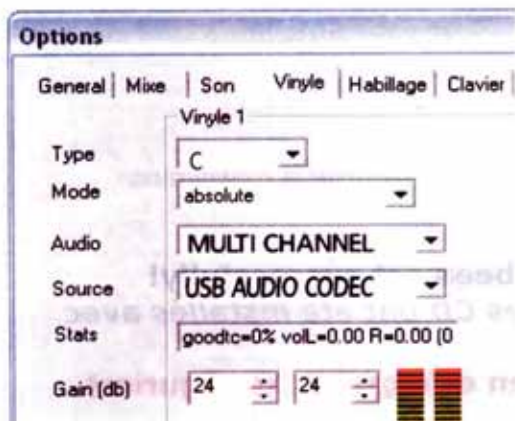 Options
General | Mixe | Son Vinyle | Habillage | Clavier
Vinyle 1
Type C
Mode absolute
Audio MULTI CHANNEL
Source USB AUDIO CODEC
Stats goodtc=0% volL=0.00 R=0.00 (0
Gain (db) 24 24